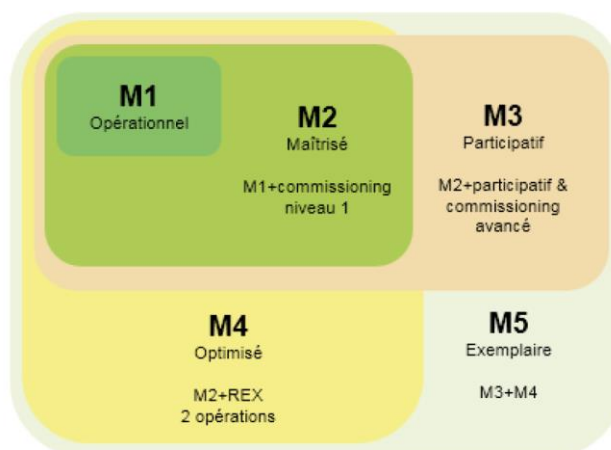 M1
Opérationnel
M2
Maîtrisé
M1+commissioning
niveau 1
M3
Participatif
M2+participatif &
commissioning
avancé
M4
Optimisé
M2+REX
2 opérations
M5
Exemplaire
M3+M4